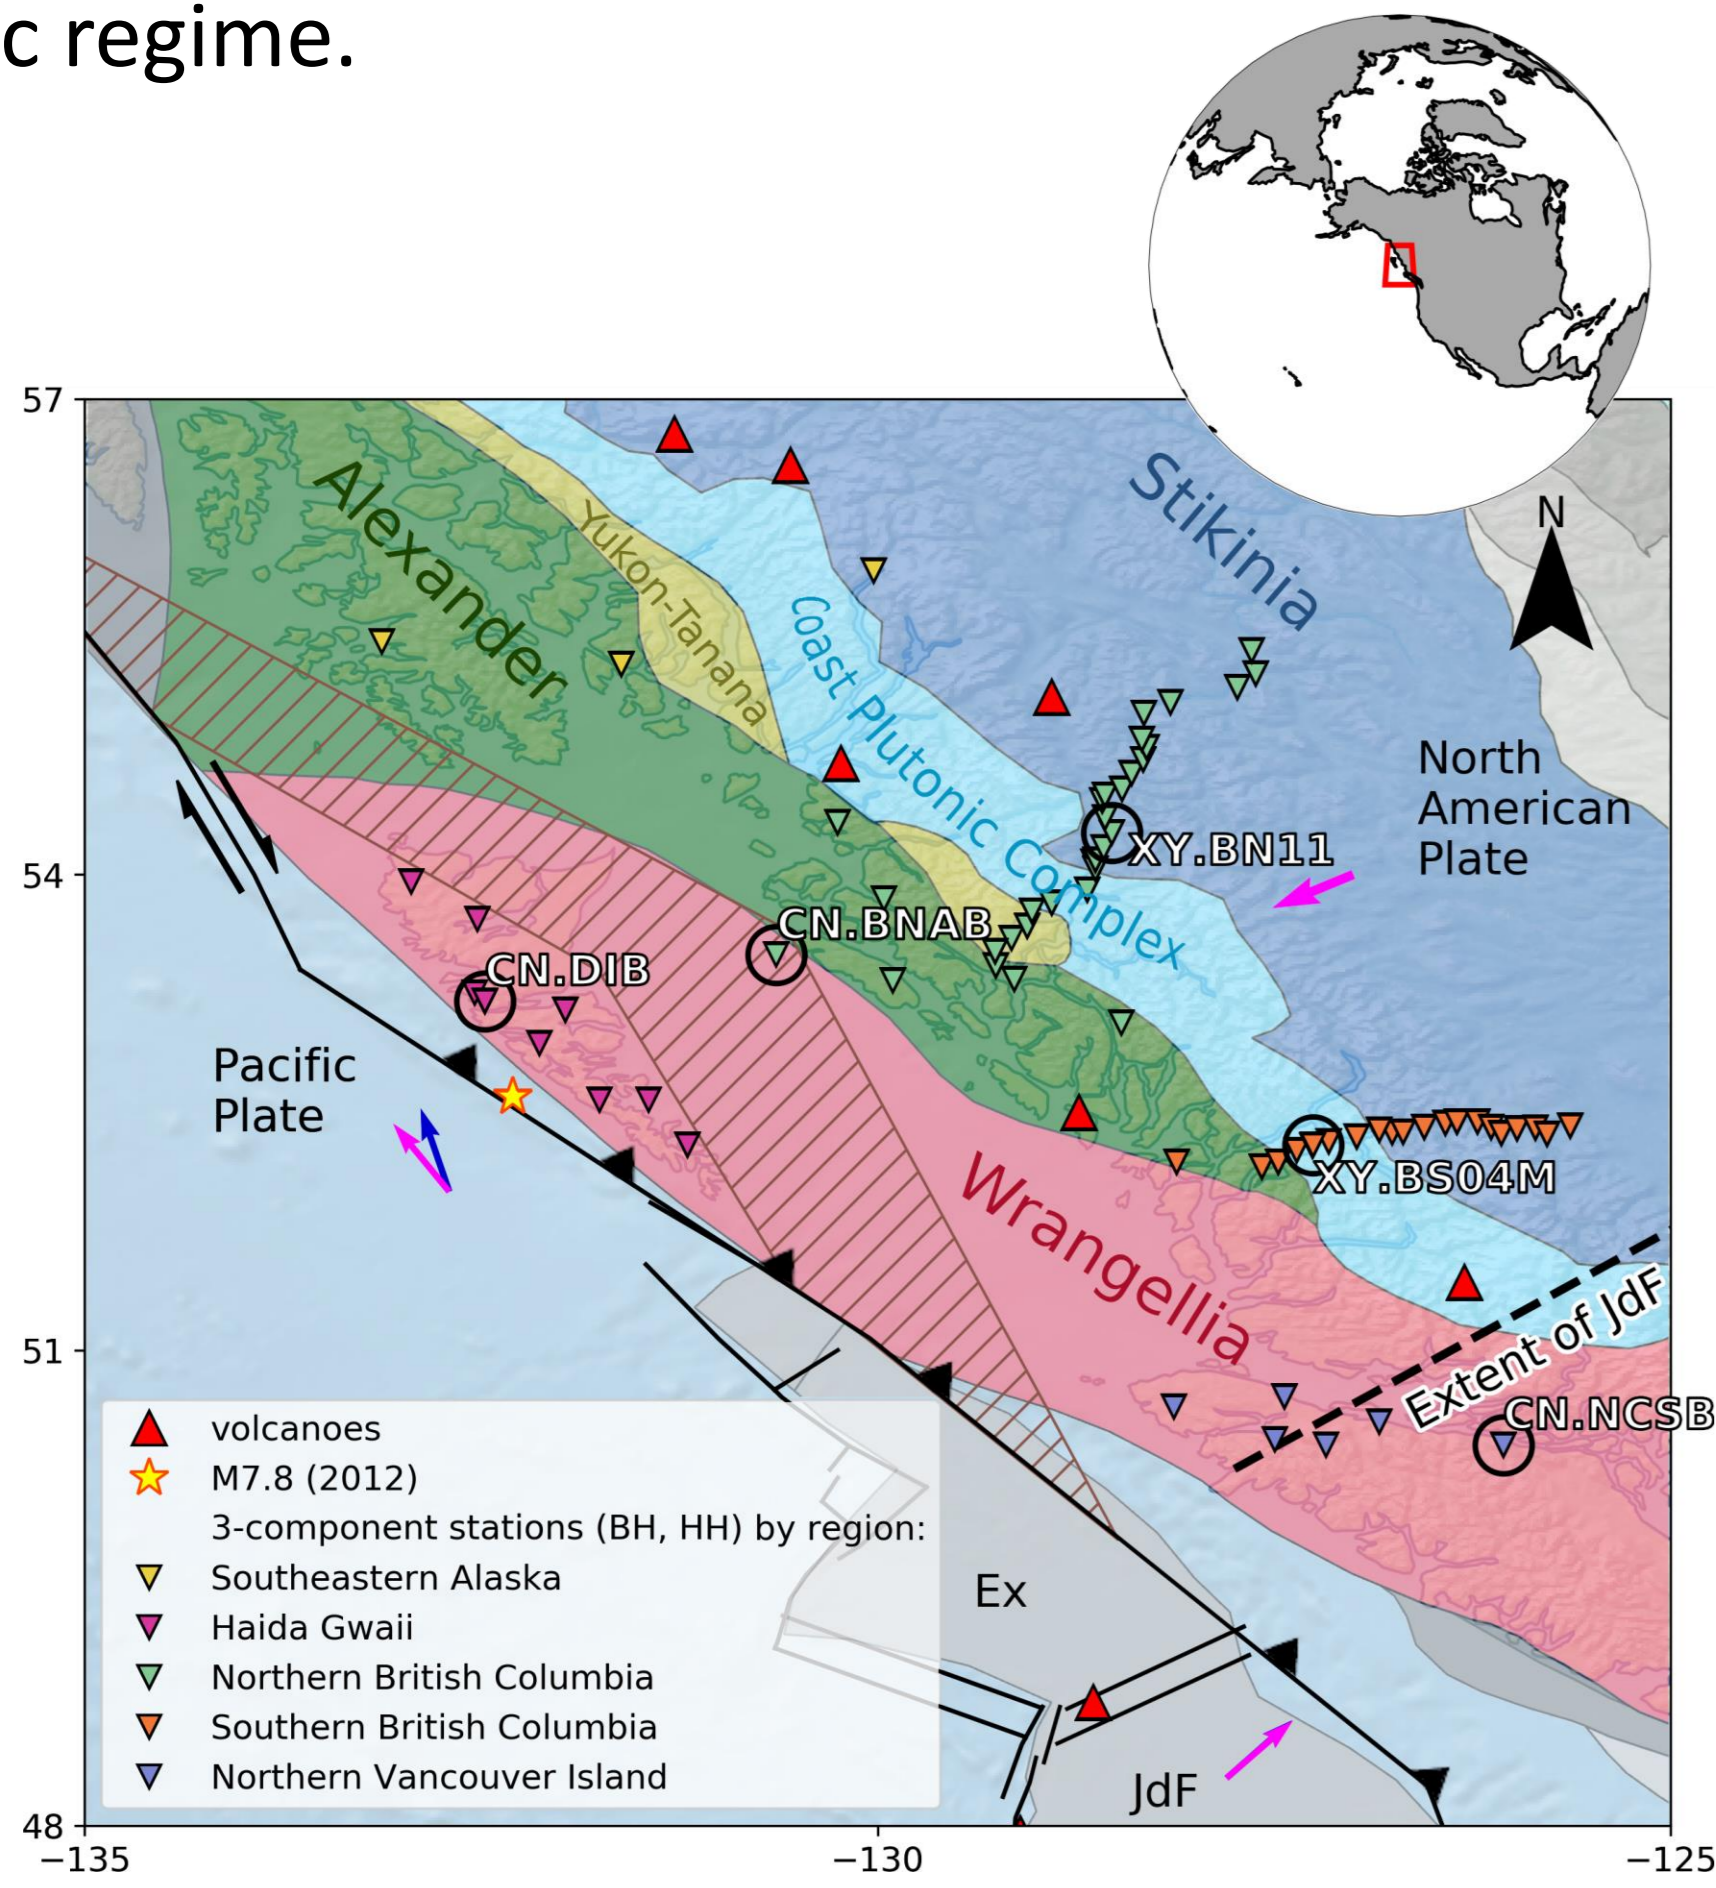 c regime.
57
54
51
48
−135
−130
−125
N
Alexander
Yukon-Tanana
Coast Plutonic Complex
Stikinia
North
American
Plate
XY.BN11
CN.BNAB
CN.DIB
Pacific
Plate
Wrangellia
XY.BS04M
Extent of JdF
CN.NCSB
Ex
JdF
volcanoes
M7.8 (2012)
3-component stations (BH, HH) by region:
Southeastern Alaska
Haida Gwaii
Northern British Columbia
Southern British Columbia
Northern Vancouver Island